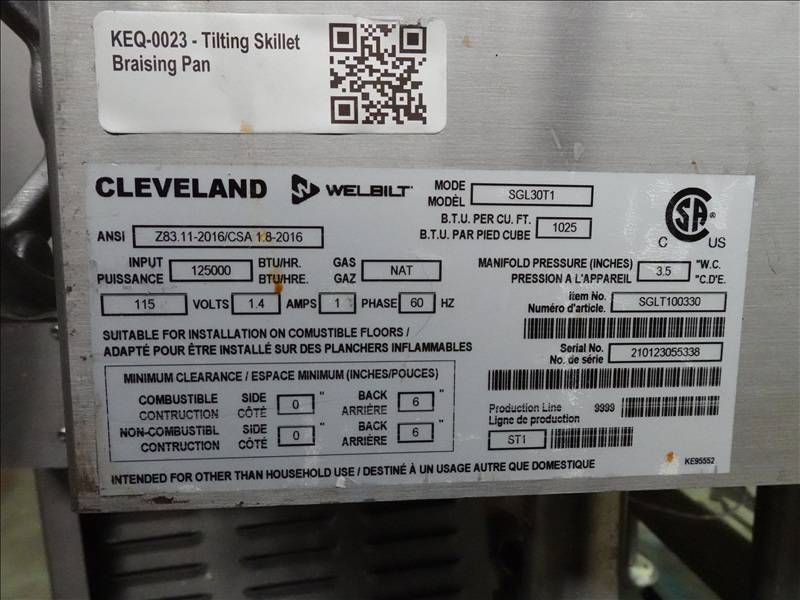 KEQ-0023 - Tilting Skillet
Braising Pan
CLEVELAND WELBILT
MODE
MODÈL SGL30T1
B.T.U. PER CU. FT.
B.T.U. PAR PIED CUBE 1025
CSA ®
C US
ANSI Z83.11-2016/CSA 1.8-2016
INPUT
PUISSANCE 125000 BTU/HR.
BTU/HRE.
GAS
GAZ NAT
MANIFOLD PRESSURE (INCHES)
PRESSION A L'APPAREIL 3.5 "W.C.
"C.D'E.
115 VOLTS 1.4 AMPS 1 PHASE 60 HZ
Item No.
Numéro d'article. SGLT100330
SUITABLE FOR INSTALLATION ON COMUSTIBLE FLOORS /
ADAPTÉ POUR ÊTRE INSTALLÉ SUR DES PLANCHERS INFLAMMABLES
Serial No.
No. de série 210123055338
MINIMUM CLEARANCE / ESPACE MINIMUM (INCHES/POUCES)
COMBUSTIBLE
CONTRUCTION SIDE
CÔTÉ 0 " BACK
ARRIÈRE 6 "
NON-COMBUSTIBL
CONTRUCTION SIDE
CÔTÉ 0 " BACK
ARRIÈRE 6 "
Production Line 9999
Ligne de production
ST1
INTENDED FOR OTHER THAN HOUSEHOLD USE / DESTINÉ À UN USAGE AUTRE QUE DOMESTIQUE
KE95552